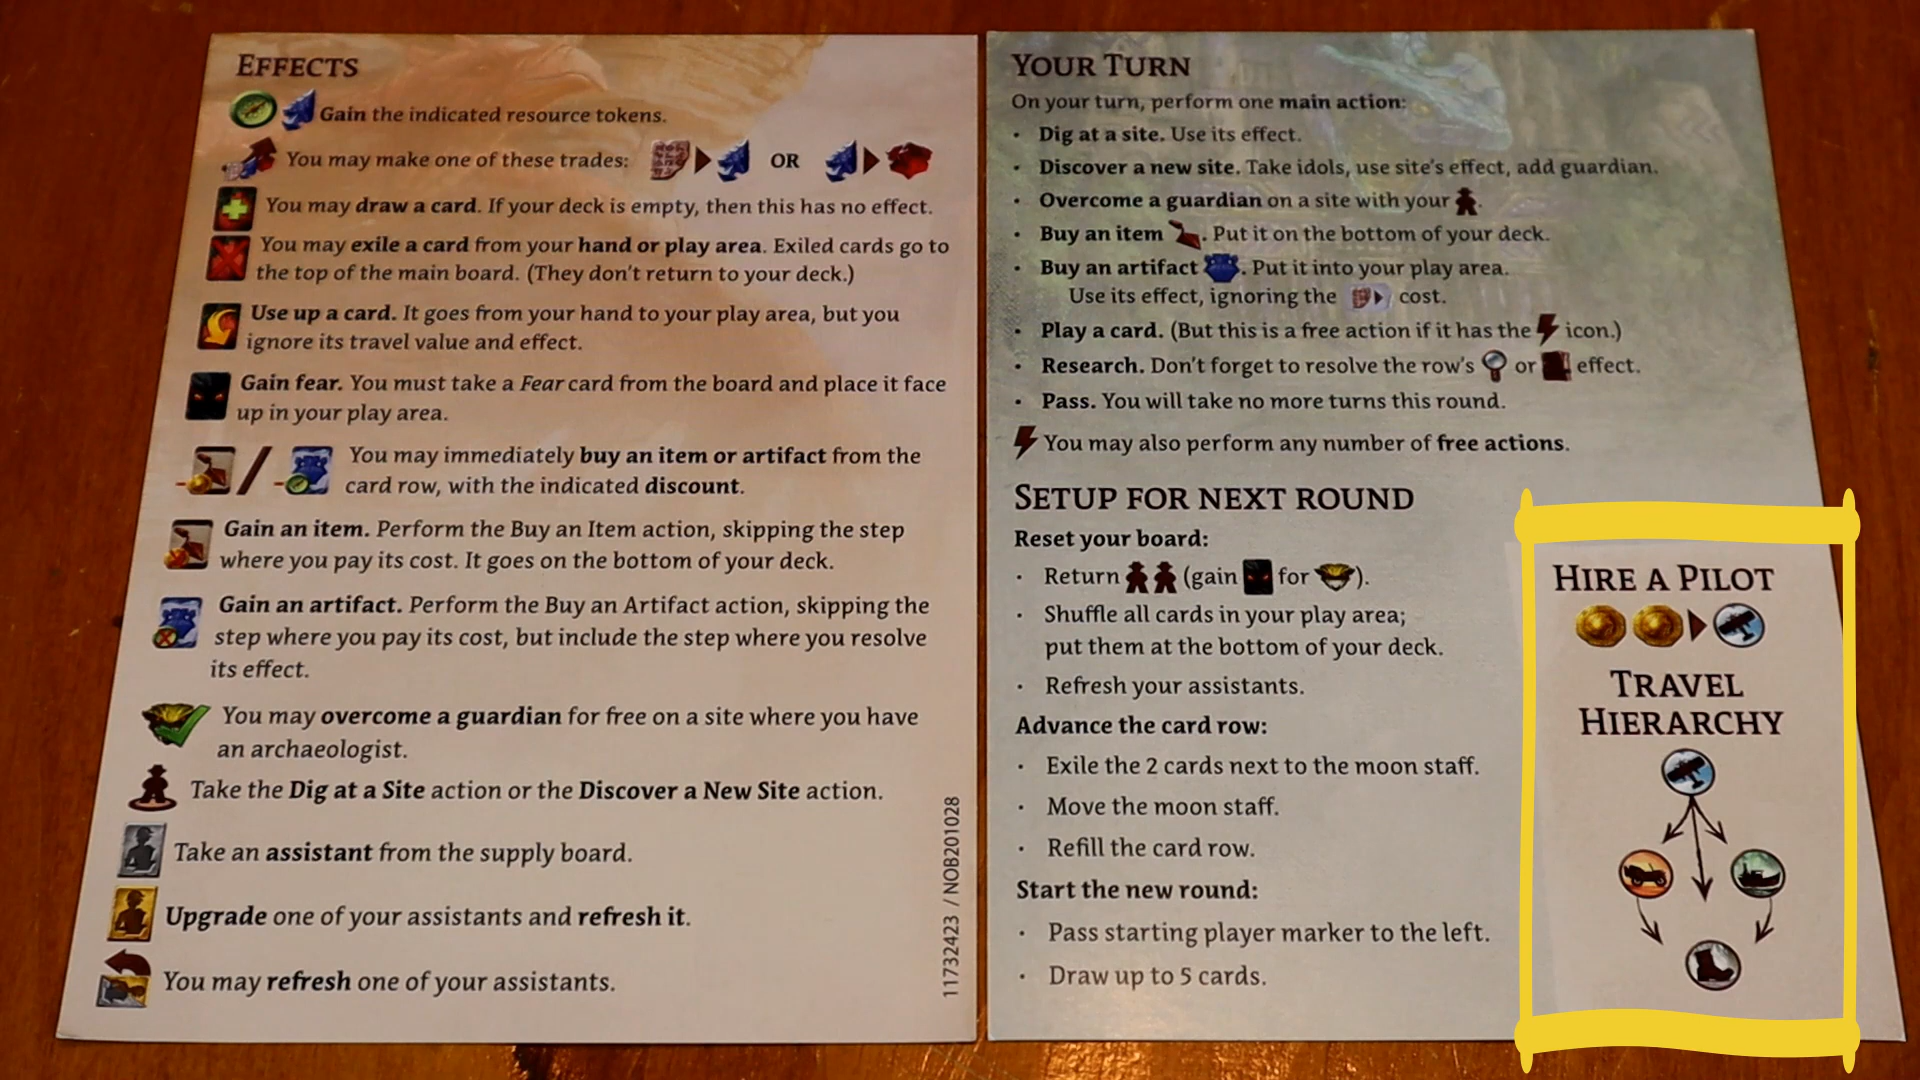 EFFECTS
Gain the indicated resource tokens.
You may make one of these trades: OR
You may draw a card. If your deck is empty, then this has no effect.
You may exile a card from your hand or play area. Exiled cards go to
the top of the main board. (They don't return to your deck.)
Use up a card. It goes from your hand to your play area, but you
ignore its travel value and effect.
Gain fear. You must take a Fear card from the board and place it face
up in your play area.
You may immediately buy an item or artifact from the
card row, with the indicated discount.
Gain an item. Perform the Buy an Item action, skipping the step
where you pay its cost. It goes on the bottom of your deck.
Gain an artifact. Perform the Buy an Artifact action, skipping the
step where you pay its cost, but include the step where you resolve
its effect.
You may overcome a guardian for free on a site where you have
an archaeologist.
Take the Dig at a Site action or the Discover a New Site action.
Take an assistant from the supply board.
Upgrade one of your assistants and refresh it.
You may refresh one of your assistants.
117324423 / NOB201028
YOUR TURN
On your turn, perform one main action:
· Dig at a site. Use its effect.
· Discover a new site. Take idols, use site's effect, add guardian.
· Overcome a guardian on a site with your .
· Buy an item . Put it on the bottom of your deck.
· Buy an artifact . Put it into your play area.
Use its effect, ignoring the cost.
· Play a card. (But this is a free action if it has the icon.)
· Research. Don't forget to resolve the row's or effect.
· Pass. You will take no more turns this round.
You may also perform any number of free actions.
SETUP FOR NEXT ROUND
Reset your board:
· Return (gain for ).
· Shuffle all cards in your play area;
put them at the bottom of your deck.
· Refresh your assistants.
Advance the card row:
· Exile the 2 cards next to the moon staff.
· Move the moon staff.
· Refill the card row.
Start the new round:
· Pass starting player marker to the left.
· Draw up to 5 cards.
HIRE A PILOT
TRAVEL
HIERARCHY